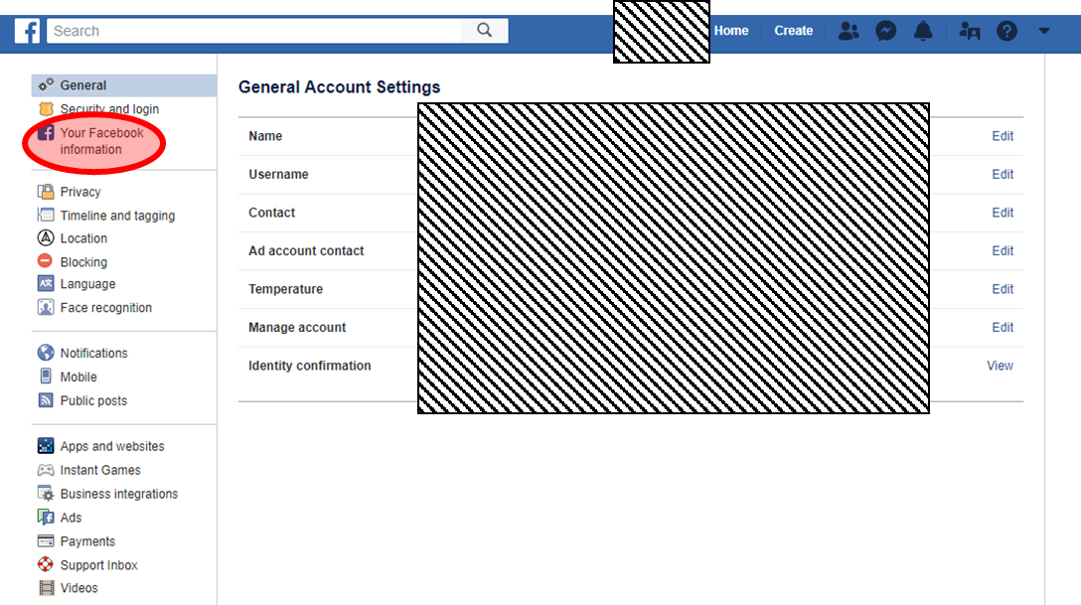 Search
Home
Create
General
Security and login
Your Facebook
information
Privacy
Timeline and tagging
Location
Blocking
Language
Face recognition
Notifications
Mobile
Public posts
Apps and websites
Instant Games
Business integrations
Ads
Payments
Support Inbox
Videos
General Account Settings
Name
Edit
Username
Edit
Contact
Edit
Ad account contact
Edit
Temperature
Edit
Manage account
Edit
Identity confirmation
View